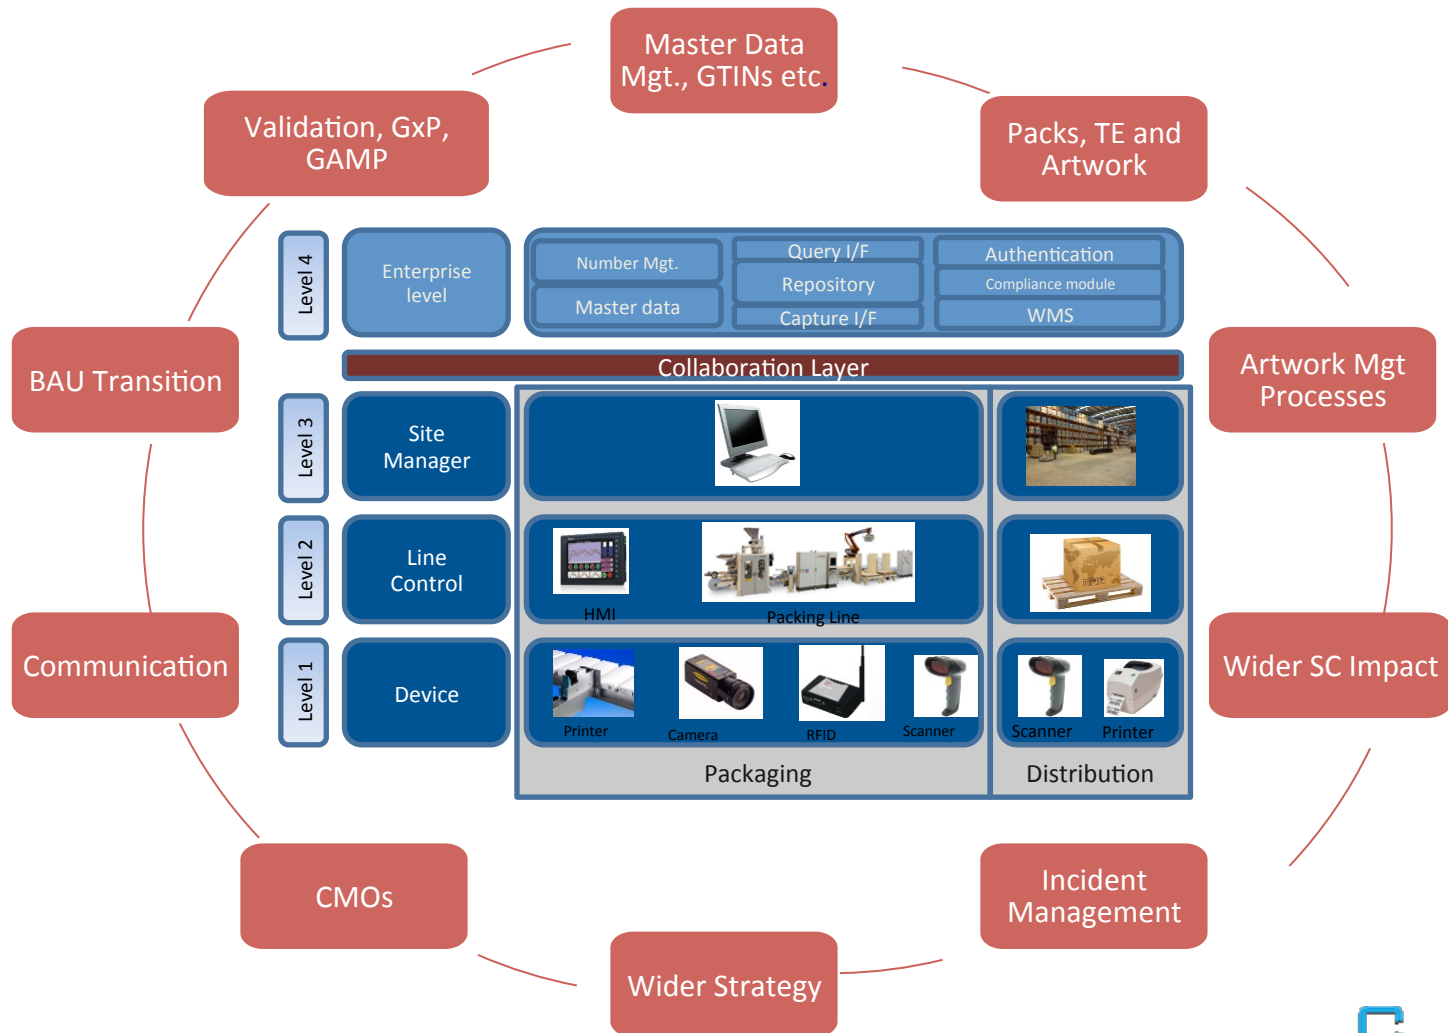 Master Data
Mgt., GTINs etc.
Validation, GxP,
GAMP
Packs, TE and
Artwork
Level 4
Enterprise
level
Number Mgt.
Master data
Query I/F
Repository
Capture I/F
Authentication
Compliance module
WMS
BAU Transition
Collaboration Layer
Artwork Mgt
Processes
Level 3
Site
Manager
Level 2
Line
Control
HMI
Packing Line
Communication
Wider SC Impact
Level 1
Device
Printer
Camera
RFID
Scanner
Scanner
Printer
Packaging
Distribution
CMOs
Incident
Management
Wider Strategy